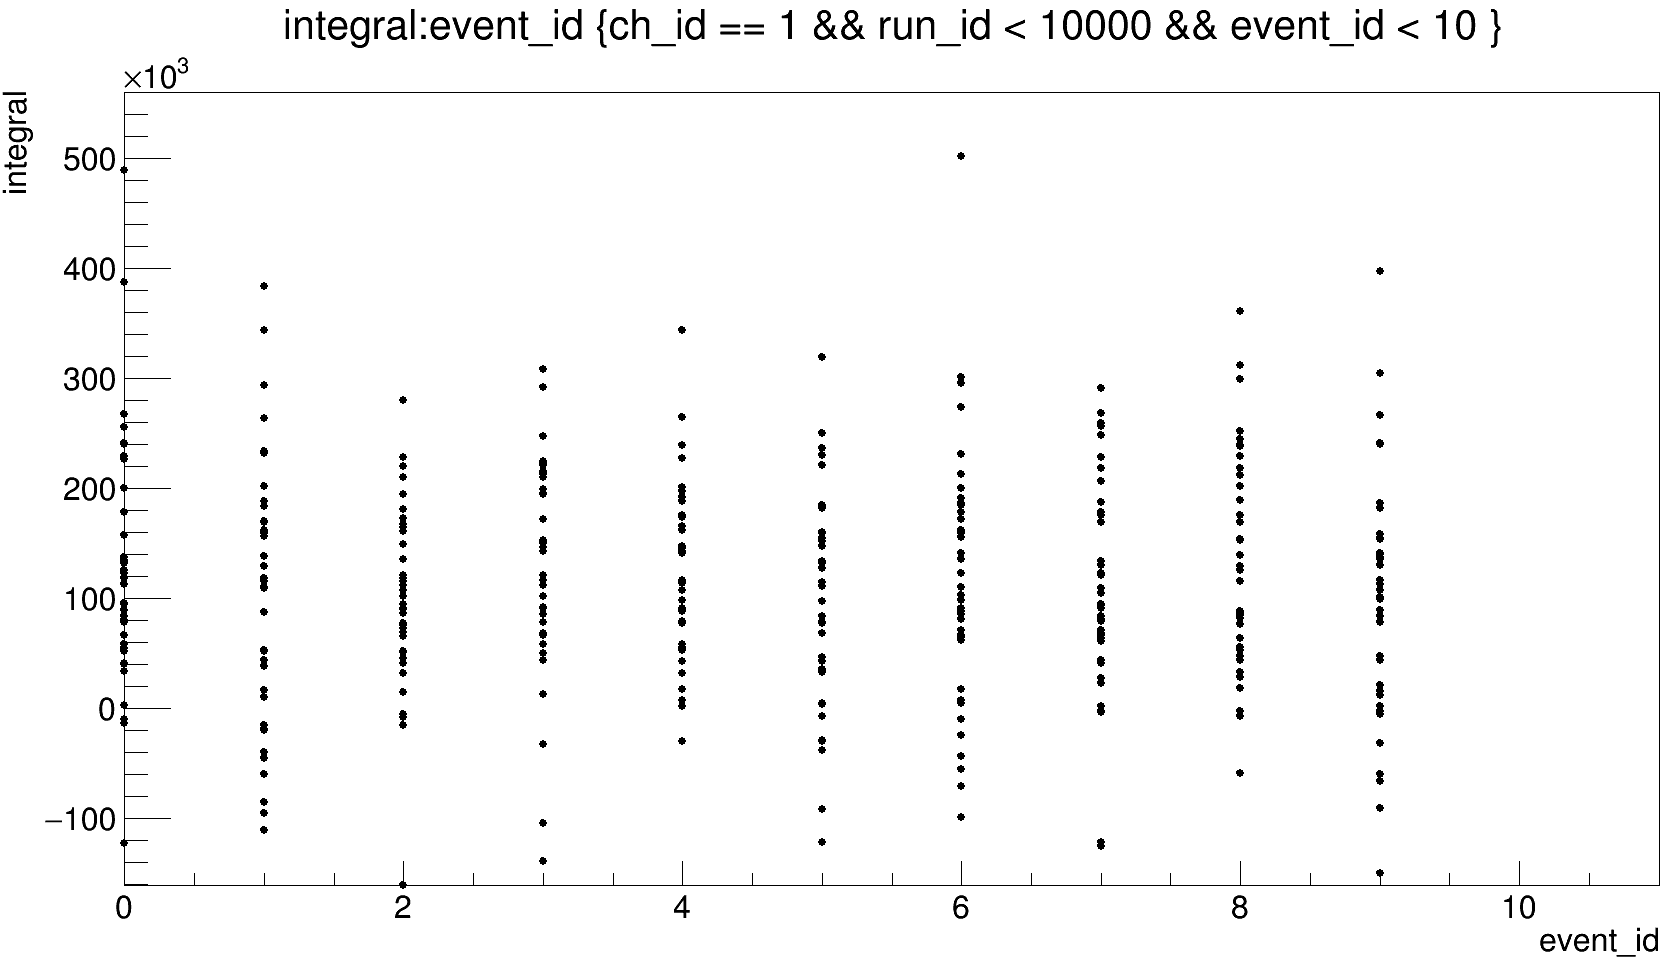 integral:event_id {ch_id == 1 && run_id < 10000 && event_id < 10 }
×10³
integral
500
400
300
200
100
0
−100
0 2 4 6 8 10
event_id